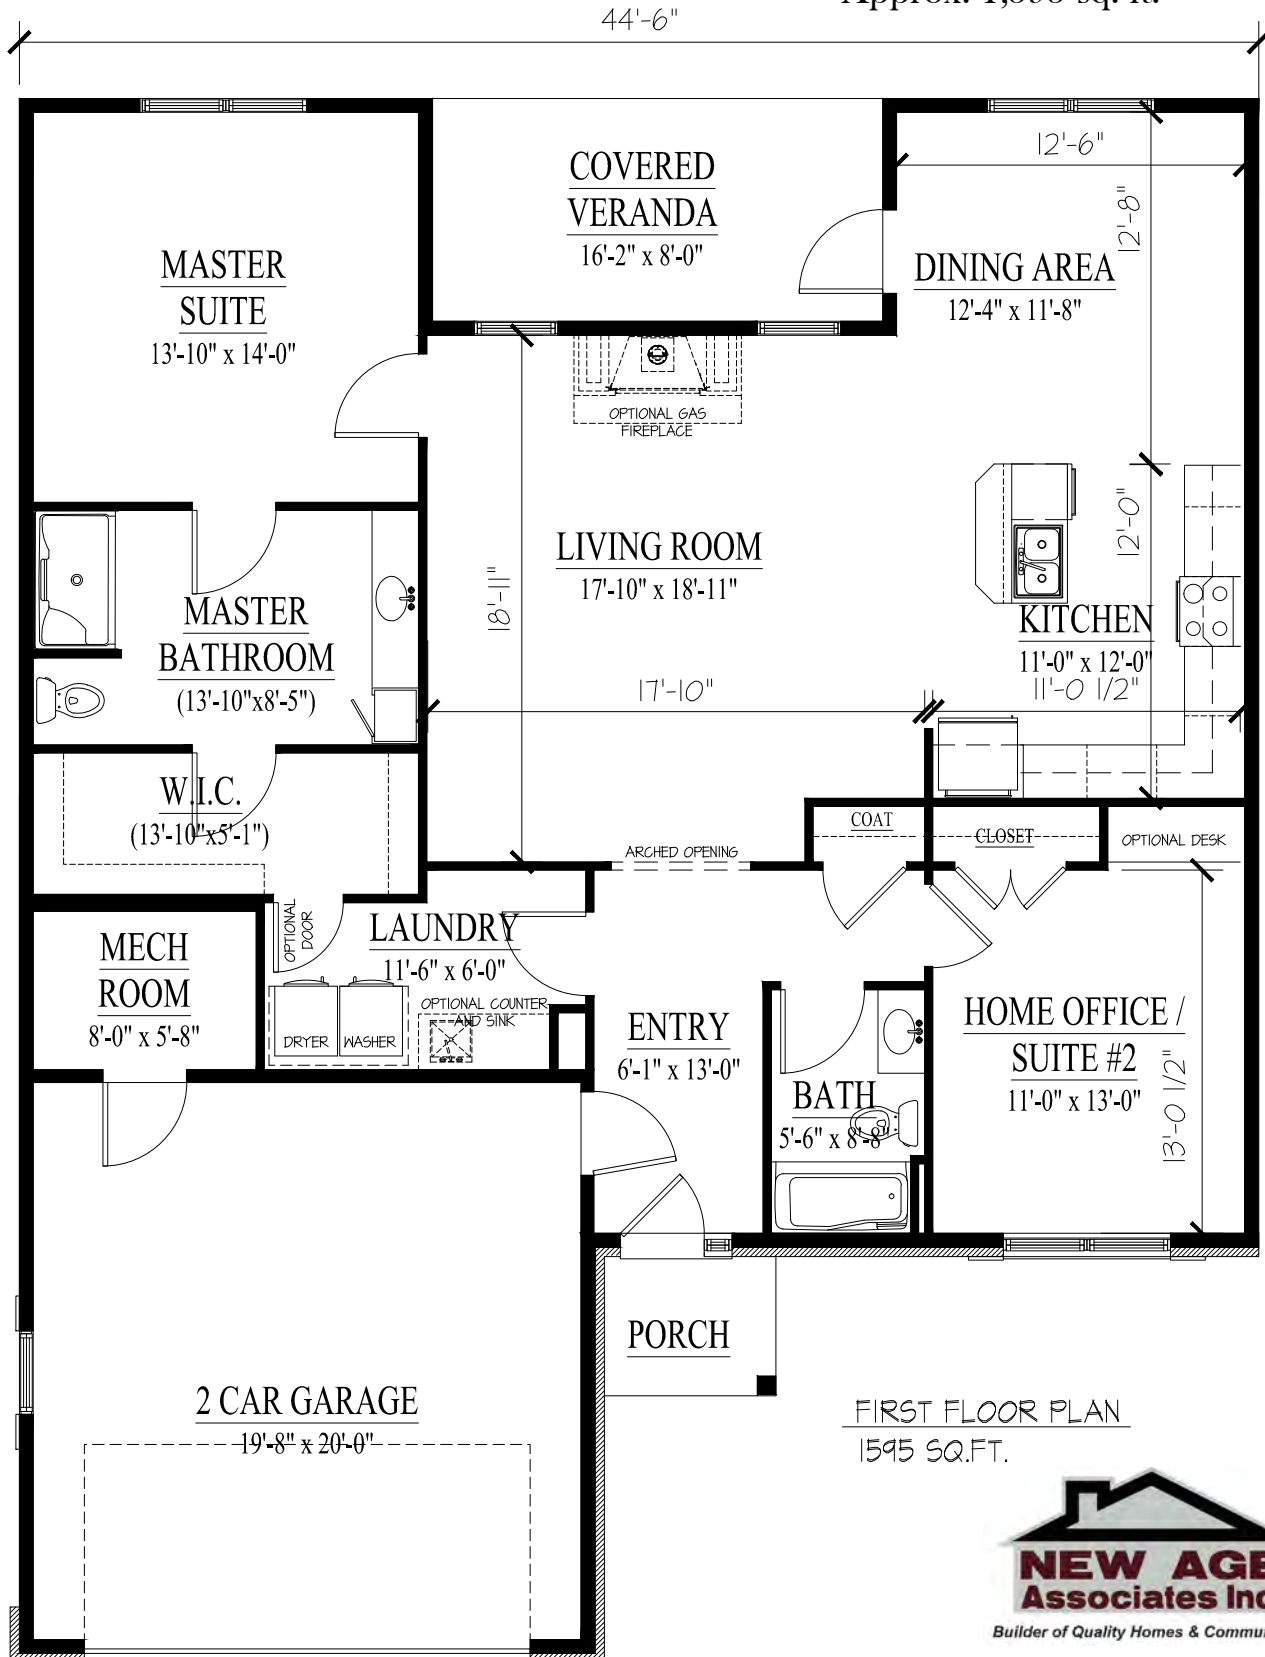 44'-6"
COVERED
VERANDA
16'-2" x 8'-0"
12'-6"
12'-8"
MASTER
SUITE
13'-10" x 14'-0"
DINING AREA
12'-4" x 11'-8"
OPTIONAL GAS
FIREPLACE
LIVING ROOM
17'-10" x 18'-11"
18'-11"
12'-0"
MASTER
BATHROOM
(13'-10"x8'-5")
KITCHEN
11'-0" x 12'-0"
11'-0 1/2"
17'-10"
W.I.C.
(13'-10"x5'-1")
COAT
CLOSET
OPTIONAL DESK
ARCHED OPENING
OPTIONAL
DOOR
LAUNDRY
11'-6" x 6'-0"
MECH
ROOM
8'-0" x 5'-8"
OPTIONAL COUNTER
AND SINK
DRYER
WASHER
ENTRY
6'-1" x 13'-0"
HOME OFFICE /
SUITE #2
11'-0" x 13'-0"
13'-0 1/2"
BATH
5'-6" x 8'-8"
PORCH
2 CAR GARAGE
19'-8" x 20'-0"
FIRST FLOOR PLAN
1595 SQ.FT.
NEW AGE
Associates Inc
Builder of Quality Homes & Commu